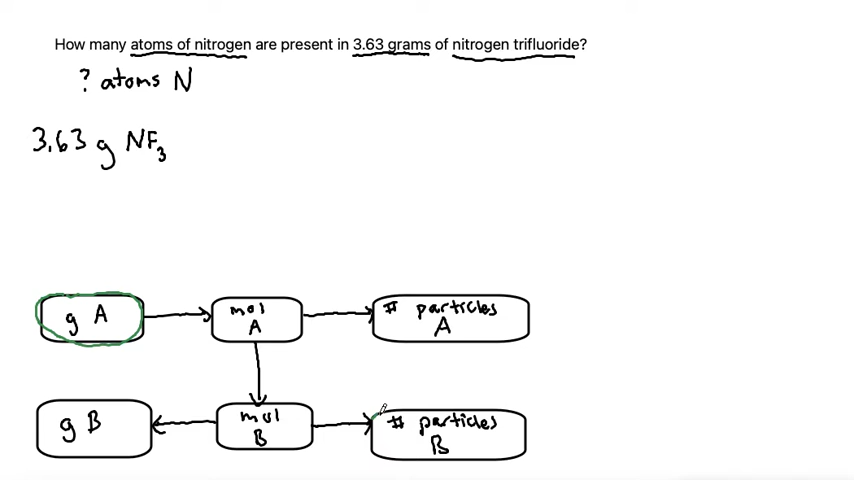 How many atoms of nitrogen are present in 3.63 grams of nitrogen trifluoride?
? atoms N
3.63 g NF₃
g A
mol
A
# particles
A
g B
mol
B
# particles
B